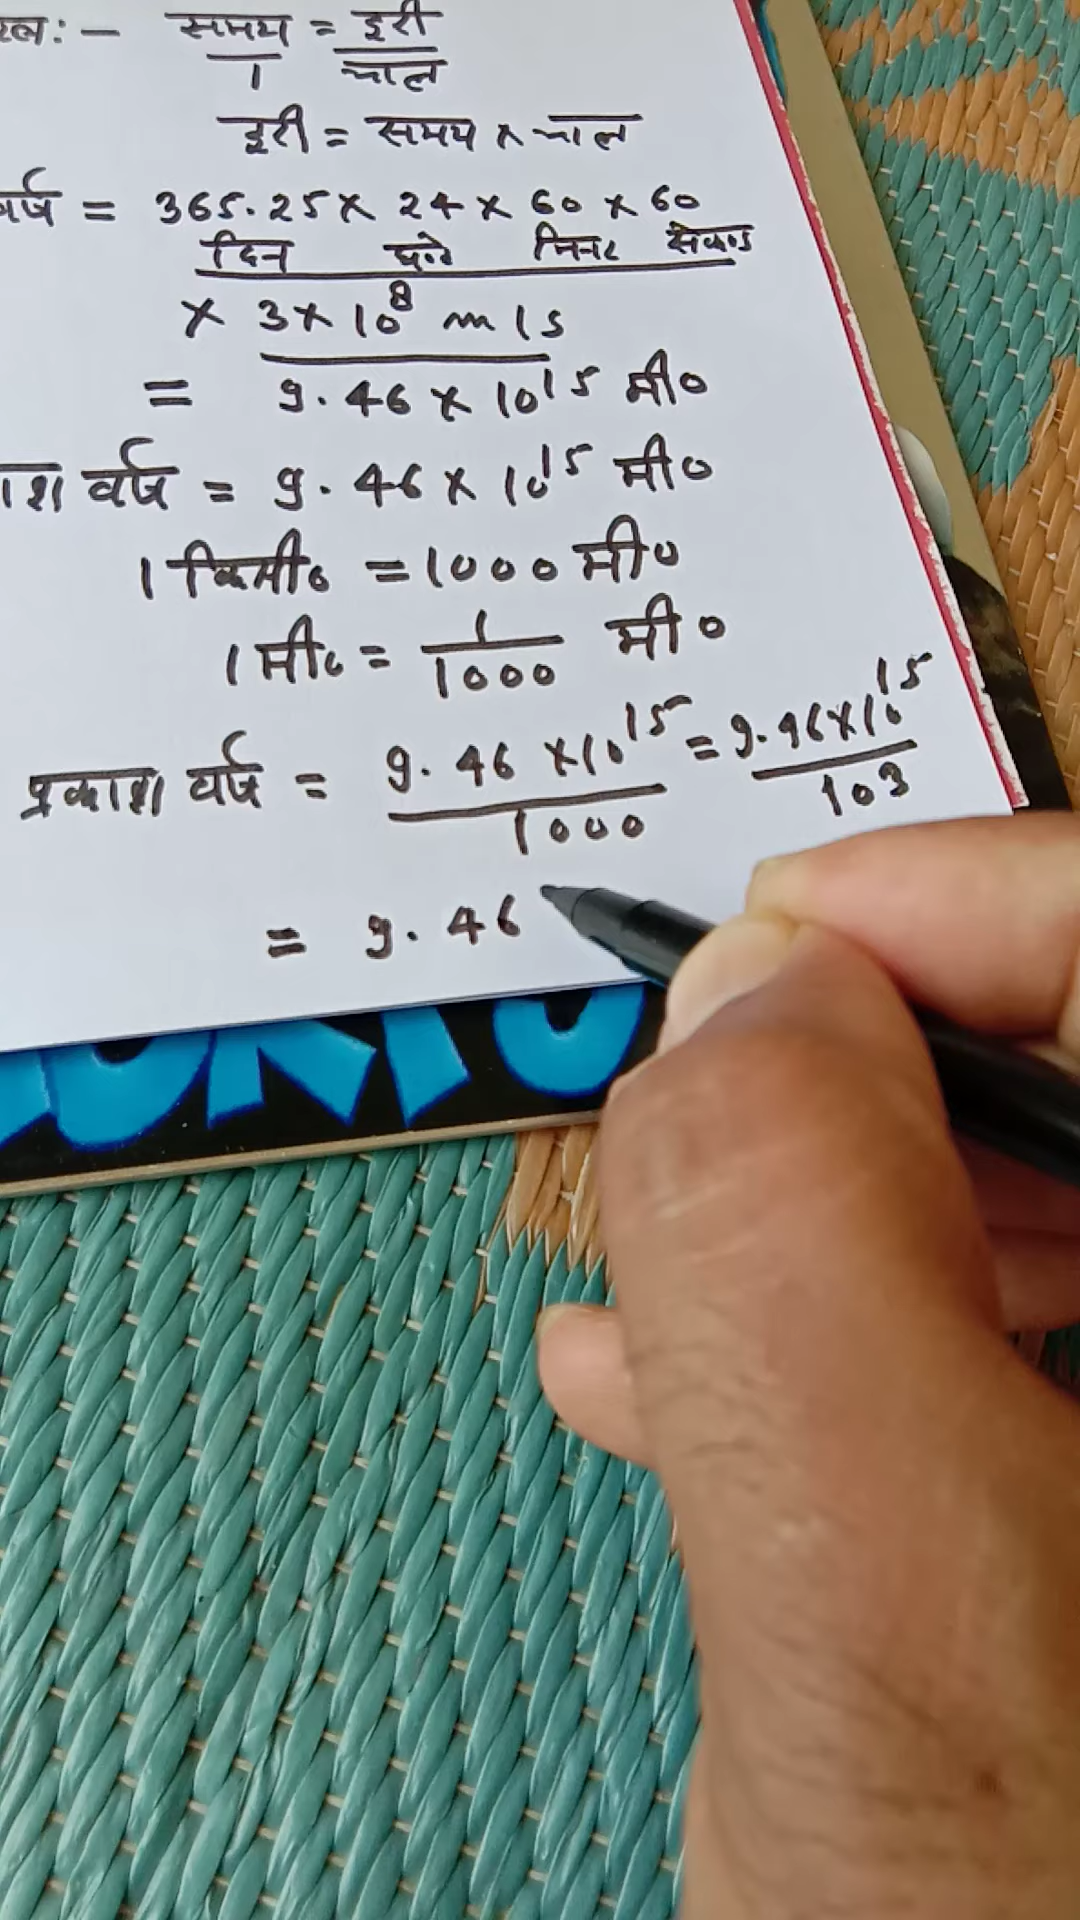 समय = दूरी
1 चाल
दूरी = समय × चाल
वर्ष = 365.25 × 24 × 60 × 60
दिन घण्टे मिनट सेकण्ड
× 3 × 10⁸ m/s
= 9.46 × 10¹⁵ मी०
वर्ष = 9.46 × 10¹⁵ मी०
1 किमी० = 1000 मी०
1 मी० = 1/1000 मी०
प्रकाश वर्ष = 9.46 × 10¹⁵/1000 = 9.46 × 10¹⁵/10³
= 9.46